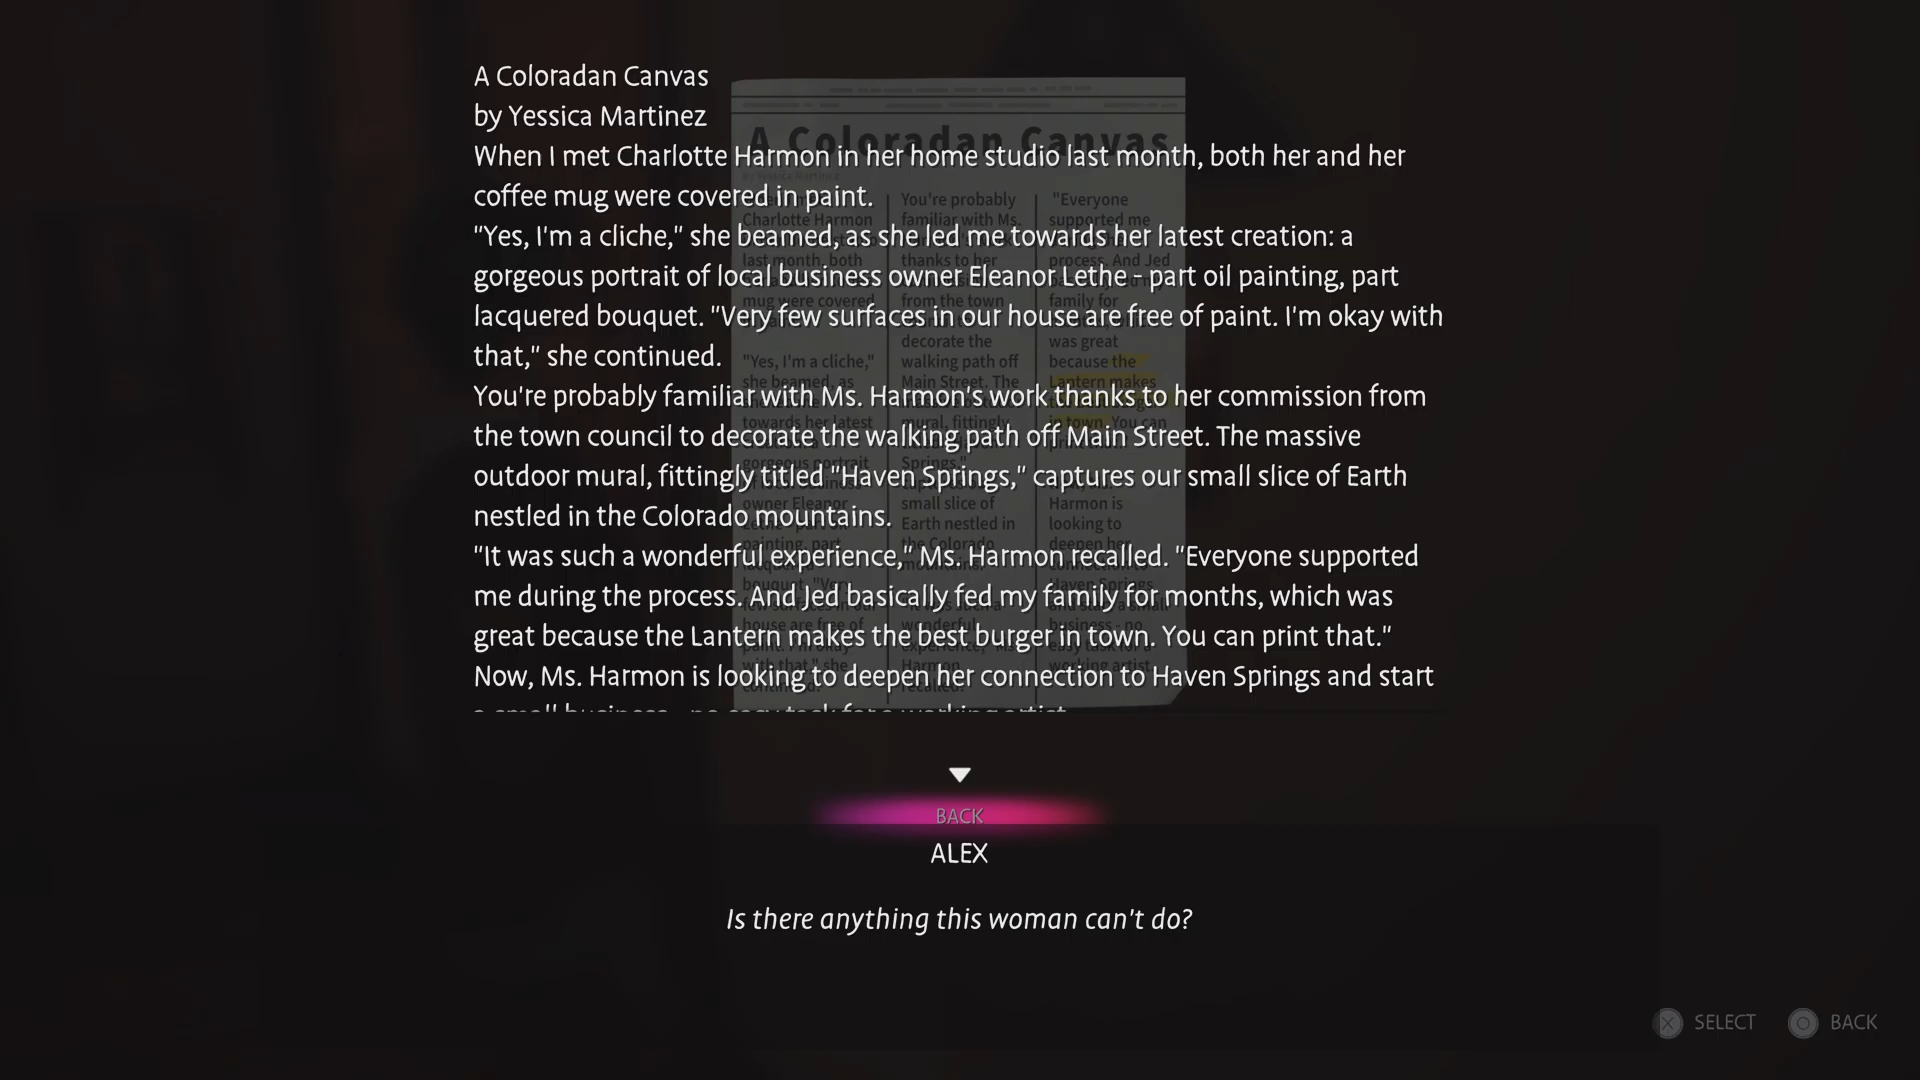 A Coloradan Canvas
by Yessica Martinez
When I met Charlotte Harmon in her home studio last month, both her and her
coffee mug were covered in paint.
"Yes, I'm a cliche," she beamed, as she led me towards her latest creation: a
gorgeous portrait of local business owner Eleanor Lethe - part oil painting, part
lacquered bouquet. "Very few surfaces in our house are free of paint. I'm okay with
that," she continued.
You're probably familiar with Ms. Harmon's work thanks to her commission from
the town council to decorate the walking path off Main Street. The massive
outdoor mural, fittingly titled "Haven Springs," captures our small slice of Earth
nestled in the Colorado mountains.
"It was such a wonderful experience," Ms. Harmon recalled. "Everyone supported
me during the process. And Jed basically fed my family for months, which was
great because the Lantern makes the best burger in town. You can print that."
Now, Ms. Harmon is looking to deepen her connection to Haven Springs and start
a small business - no easy task for a working artist.
BACK
ALEX
Is there anything this woman can't do?
SELECT
BACK